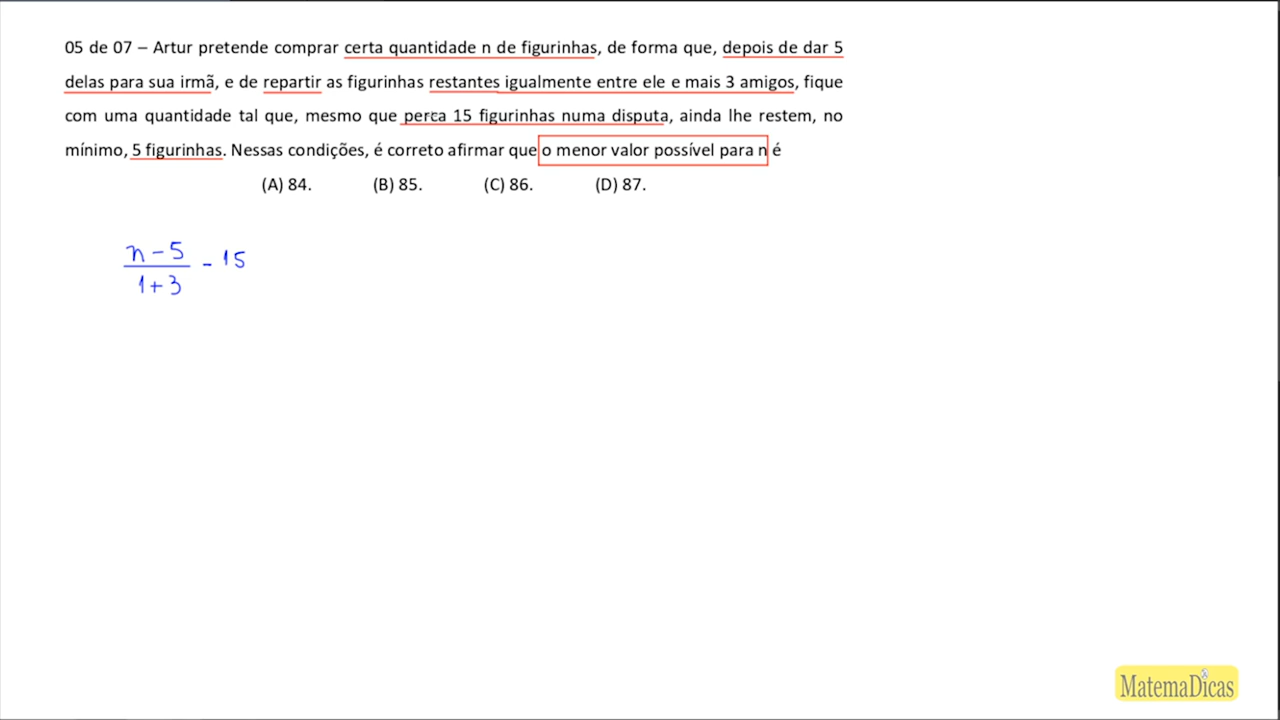 05 de 07 – Artur pretende comprar certa quantidade n de figurinhas, de forma que, depois de dar 5
delas para sua irmã, e de repartir as figurinhas restantes igualmente entre ele e mais 3 amigos, fique
com uma quantidade tal que, mesmo que perca 15 figurinhas numa disputa, ainda lhe restem, no
mínimo, 5 figurinhas. Nessas condições, é correto afirmar que o menor valor possível para n é
(A) 84. (B) 85. (C) 86. (D) 87.
n – 5
– 15
1 + 3
MatemaDicas